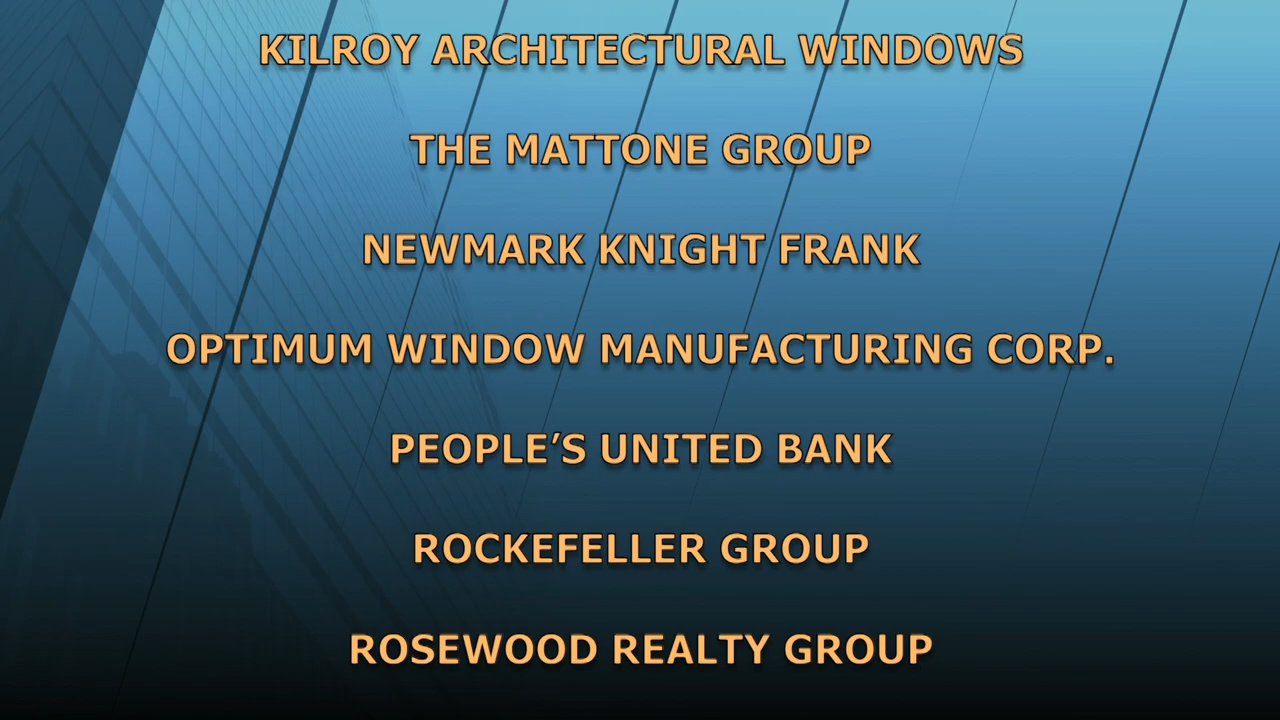 KILROY ARCHITECTURAL WINDOWS
THE MATTONE GROUP
NEWMARK KNIGHT FRANK
OPTIMUM WINDOW MANUFACTURING CORP.
PEOPLE’S UNITED BANK
ROCKEFELLER GROUP
ROSEWOOD REALTY GROUP